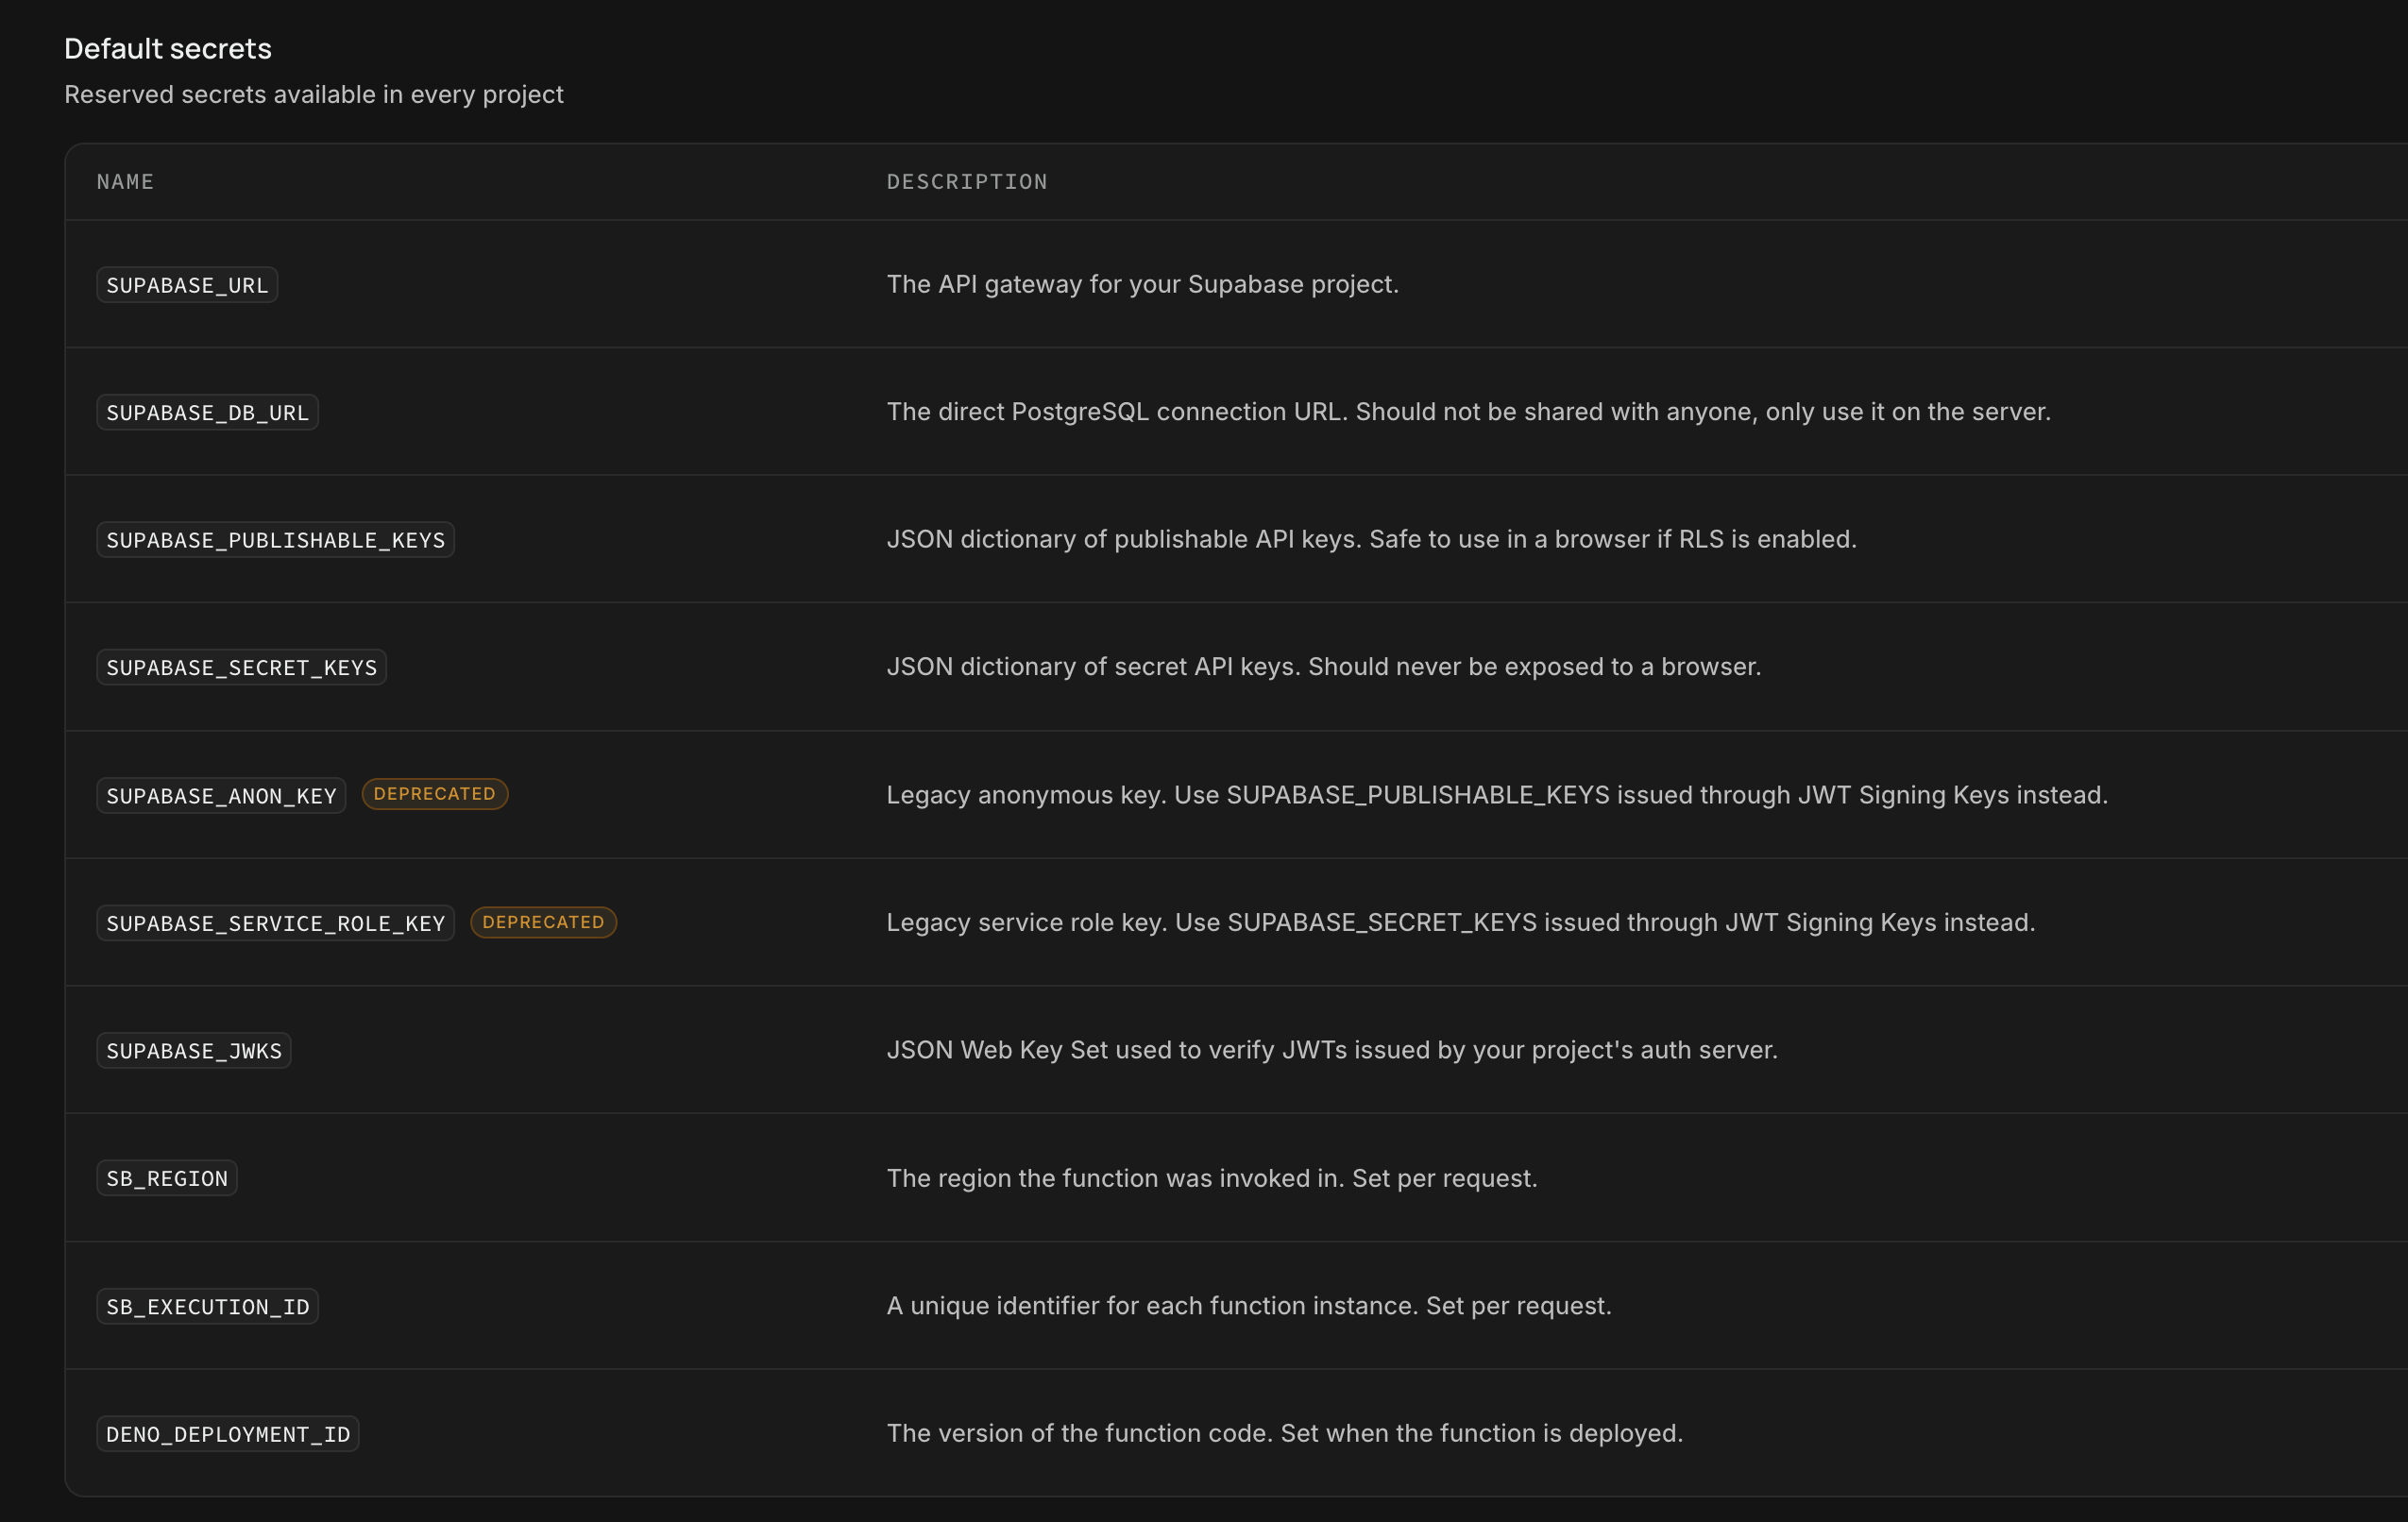 Default secrets
Reserved secrets available in every project
NAME DESCRIPTION
SUPABASE_URL The API gateway for your Supabase project.
SUPABASE_DB_URL The direct PostgreSQL connection URL. Should not be shared with anyone, only use it on the server.
SUPABASE_PUBLISHABLE_KEYS JSON dictionary of publishable API keys. Safe to use in a browser if RLS is enabled.
SUPABASE_SECRET_KEYS JSON dictionary of secret API keys. Should never be exposed to a browser.
SUPABASE_ANON_KEY DEPRECATED Legacy anonymous key. Use SUPABASE_PUBLISHABLE_KEYS issued through JWT Signing Keys instead.
SUPABASE_SERVICE_ROLE_KEY DEPRECATED Legacy service role key. Use SUPABASE_SECRET_KEYS issued through JWT Signing Keys instead.
SUPABASE_JWKS JSON Web Key Set used to verify JWTs issued by your project's auth server.
SB_REGION The region the function was invoked in. Set per request.
SB_EXECUTION_ID A unique identifier for each function instance. Set per request.
DENO_DEPLOYMENT_ID The version of the function code. Set when the function is deployed.